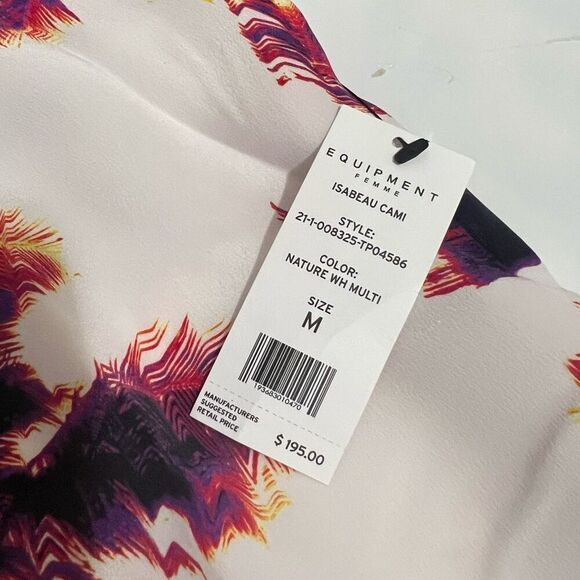 EQUIPMENT
FEMME
ISABEAU CAMI
STYLE:
21-1-008325-TP04586
COLOR:
NATURE WH MULTI
SIZE
M
193683010470
MANUFACTURERS
SUGGESTED
RETAIL PRICE
$195.00